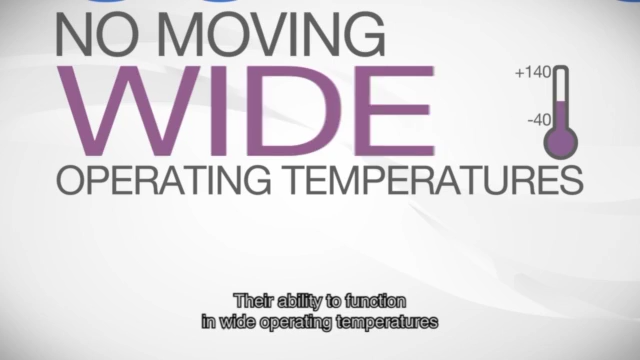 NO MOVING
WIDE
+140
-40
OPERATING TEMPERATURES
Their ability to function
in wide operating temperatures